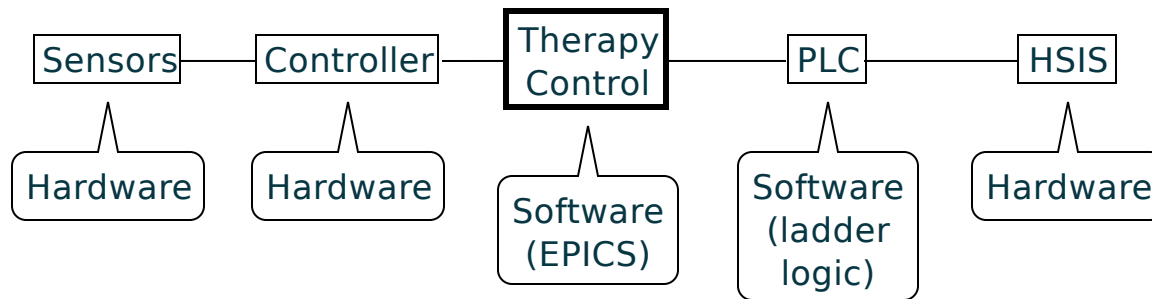 Sensors
Controller
Therapy
Control
PLC
HSIS
Hardware
Hardware
Software
(EPICS)
Software
(ladder
logic)
Hardware